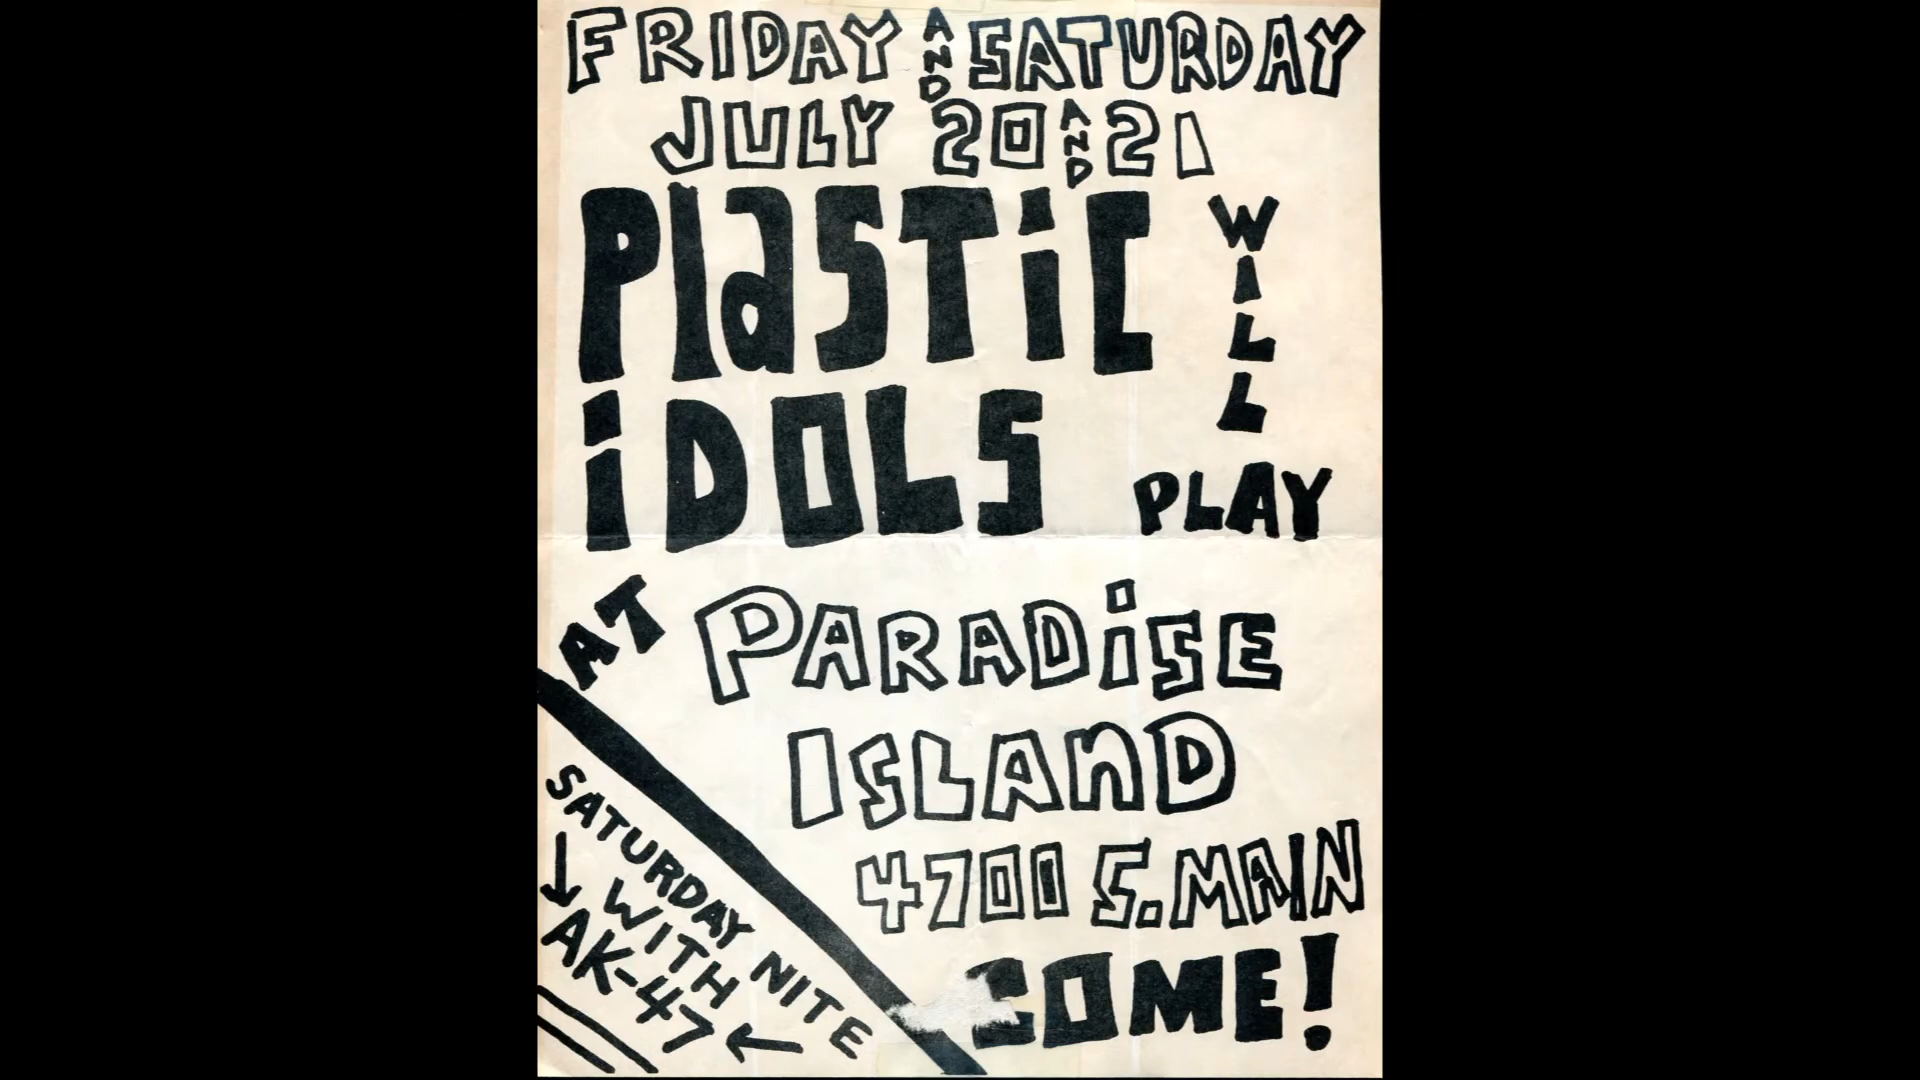 FRIDAY AND SATURDAY
JULY 20 AND 21
PlaSTiC
iDOLS
WILL
PLAY
AT
PARADiSE
ISLAnD
4700 S. MAIN
COME!
SATURDAY NITE
WITH
AK-47